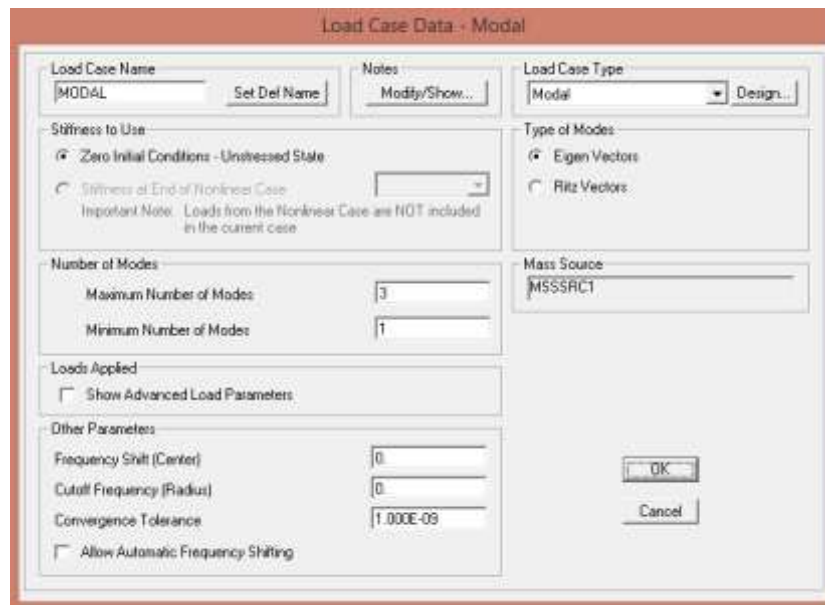 Load Case Data - Modal
Load Case Name
MODAL
Set Def Name
Notes
Modify/Show...
Load Case Type
Modal
Design...
Stiffness to Use
Zero Initial Conditions - Unstressed State
Stiffness at End of Nonlinear Case
Important Note: Loads from the Nonlinear Case are NOT included
in the current case
Type of Modes
Eigen Vectors
Ritz Vectors
Number of Modes
Maximum Number of Modes
3
Minimum Number of Modes
1
Mass Source
MSSSRC1
Loads Applied
Show Advanced Load Parameters
Other Parameters
Frequency Shift (Center)
0.
Cutoff Frequency (Radius)
0.
Convergence Tolerance
1.000E-09
Allow Automatic Frequency Shifting
OK
Cancel